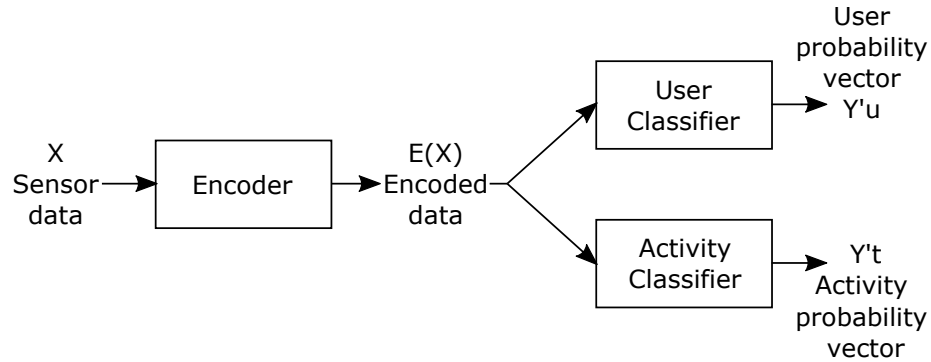 X
Sensor
data
Encoder
E(X)
Encoded
data
User
Classifier
User
probability
vector
Y'u
Activity
Classifier
Y't
Activity
probability
vector